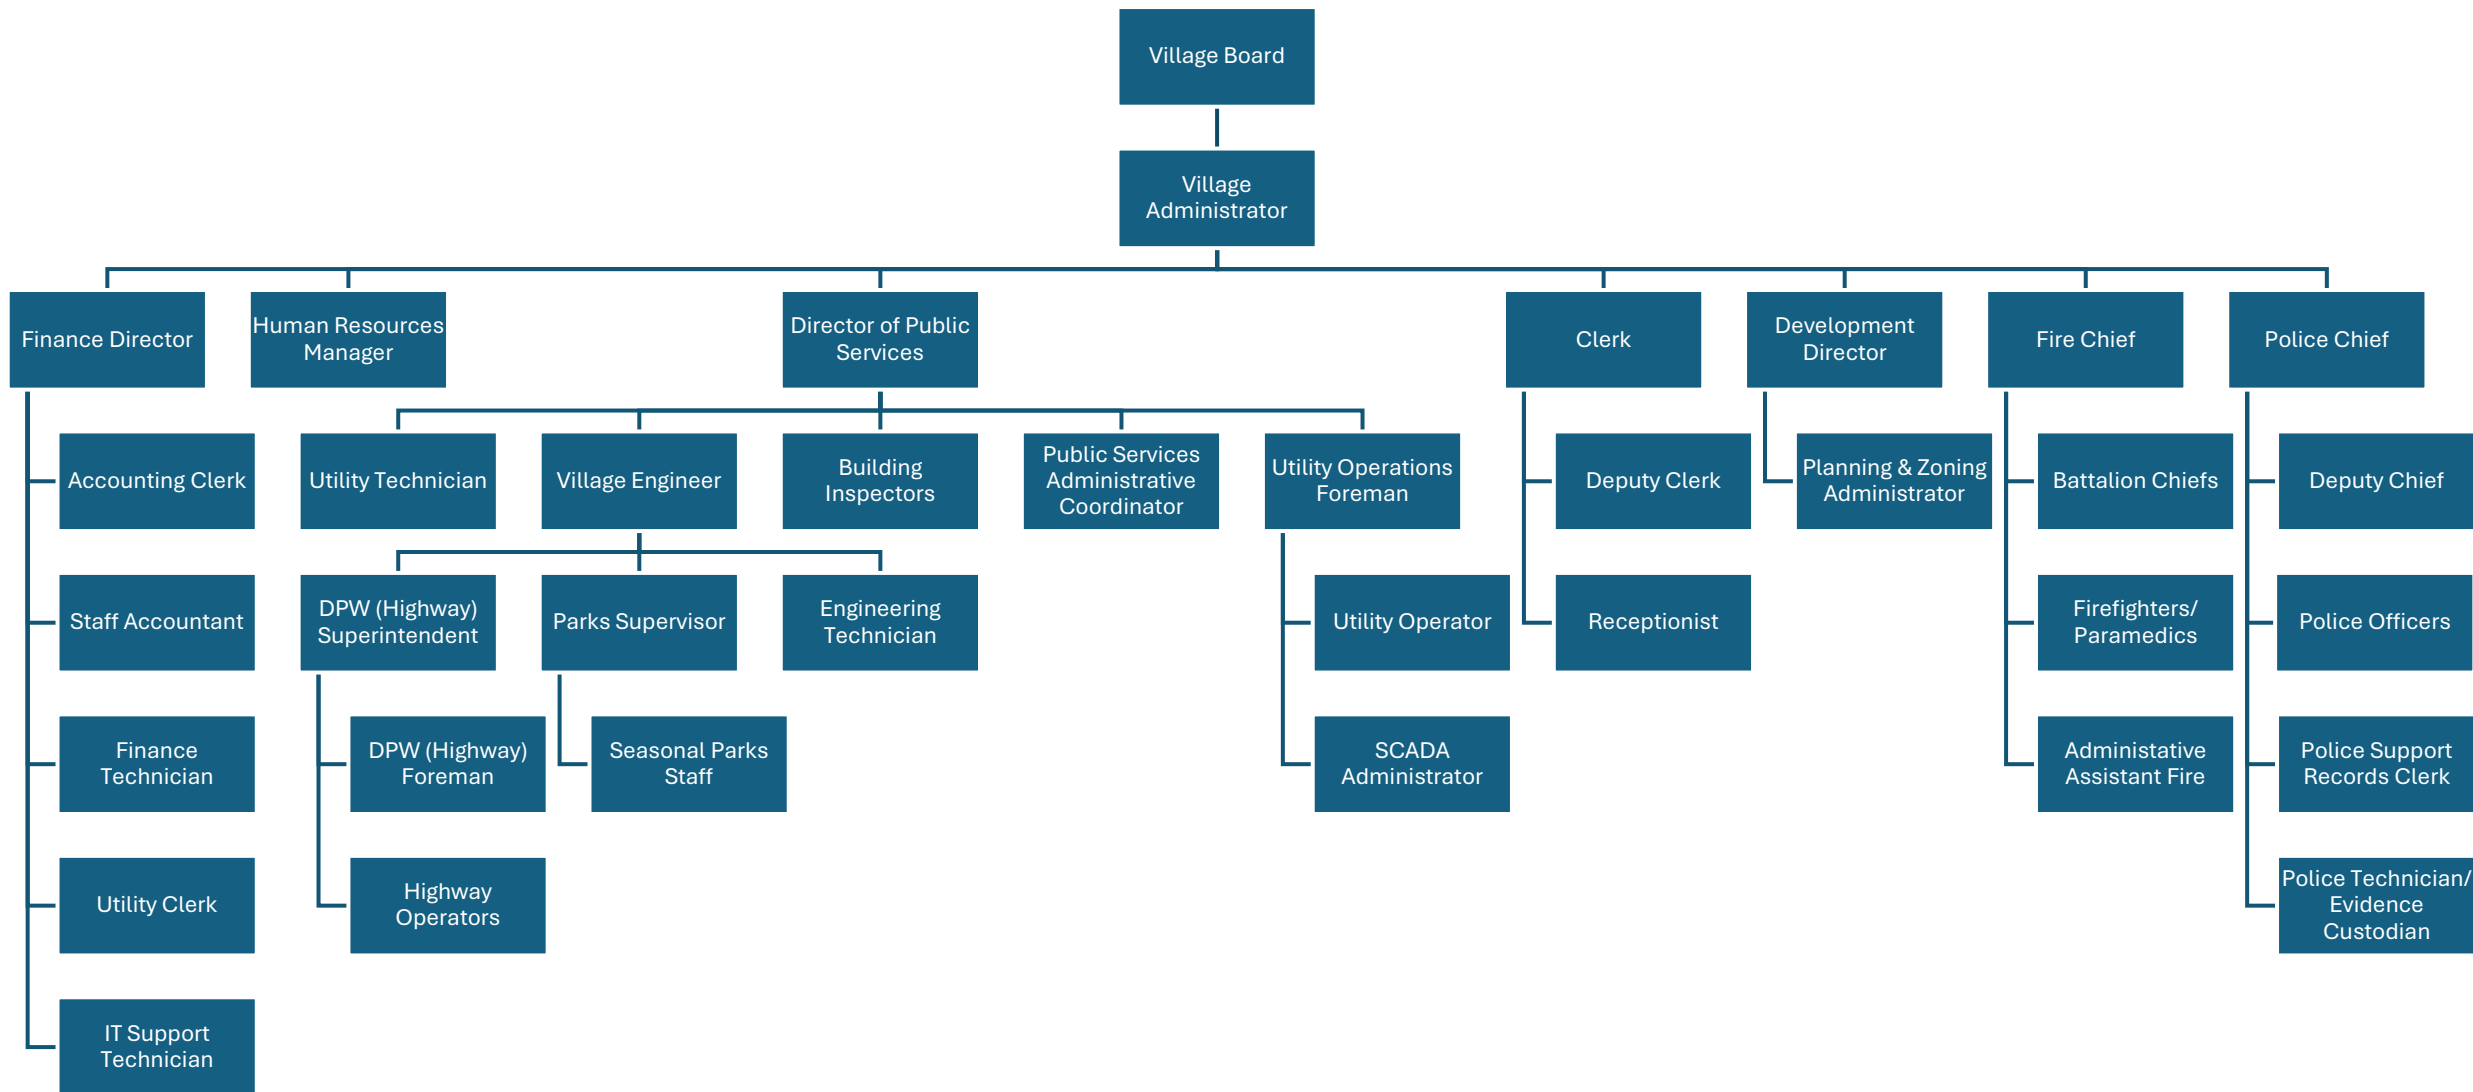 Village Board
Village
Administrator
Finance Director
Human Resources
Manager
Director of Public
Services
Clerk
Development
Director
Fire Chief
Police Chief
Accounting Clerk
Utility Technician
Village Engineer
Building
Inspectors
Public Services
Administrative
Coordinator
Utility Operations
Foreman
Deputy Clerk
Planning & Zoning
Administrator
Battalion Chiefs
Deputy Chief
Staff Accountant
DPW (Highway)
Superintendent
Parks Supervisor
Engineering
Technician
Utility Operator
Receptionist
Firefighters/
Paramedics
Police Officers
Finance
Technician
DPW (Highway)
Foreman
Seasonal Parks
Staff
SCADA
Administrator
Administative
Assistant Fire
Police Support
Records Clerk
Utility Clerk
Highway
Operators
Police Technician/
Evidence
Custodian
IT Support
Technician